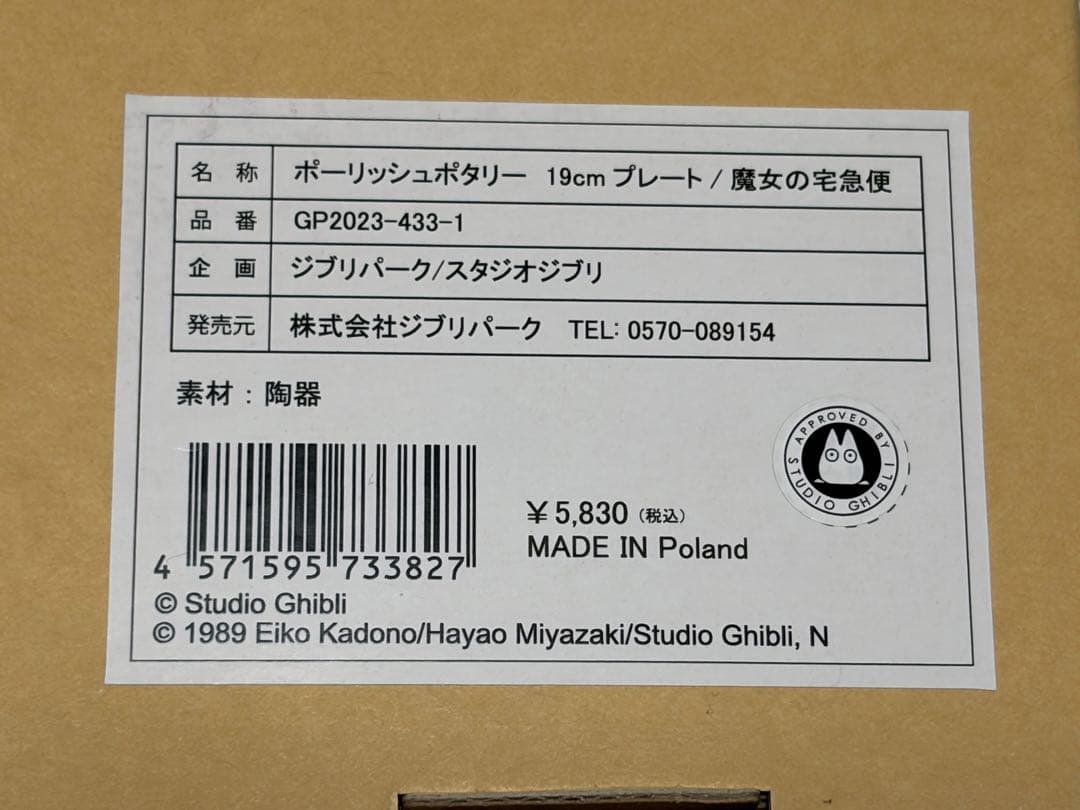 名 称 ポーリッシュポタリー 19cm プレート / 魔女の宅急便
品 番 GP2023-433-1
企 画 ジブリパーク/スタジオジブリ
発売元 株式会社ジブリパーク TEL: 0570-089154
素材 : 陶器
APPROVED BY STUDIO GHIBLI
¥5,830 (税込)
MADE IN Poland
4 571595 733827
© Studio Ghibli
© 1989 Eiko Kadono/Hayao Miyazaki/Studio Ghibli, N